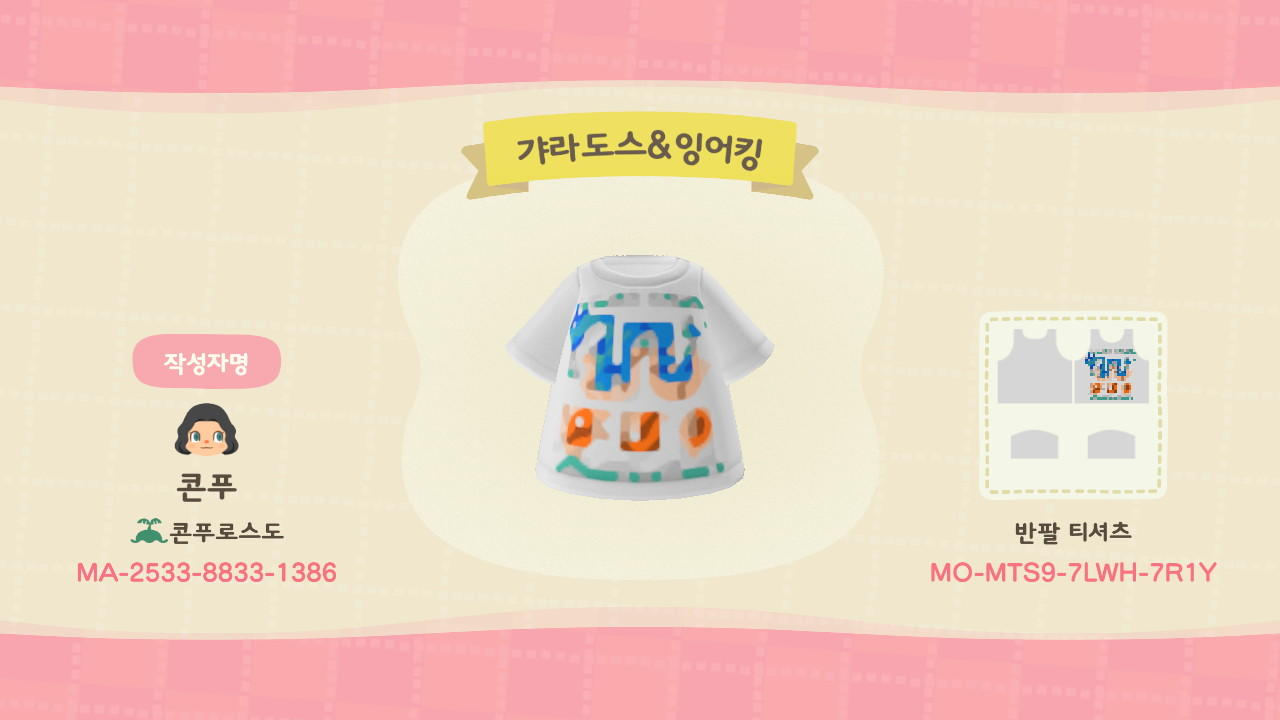 갸라도스&잉어킹
작성자명
콘푸
콘푸로스도
MA-2533-8833-1386
반팔 티셔츠
MO-MTS9-7LWH-7R1Y